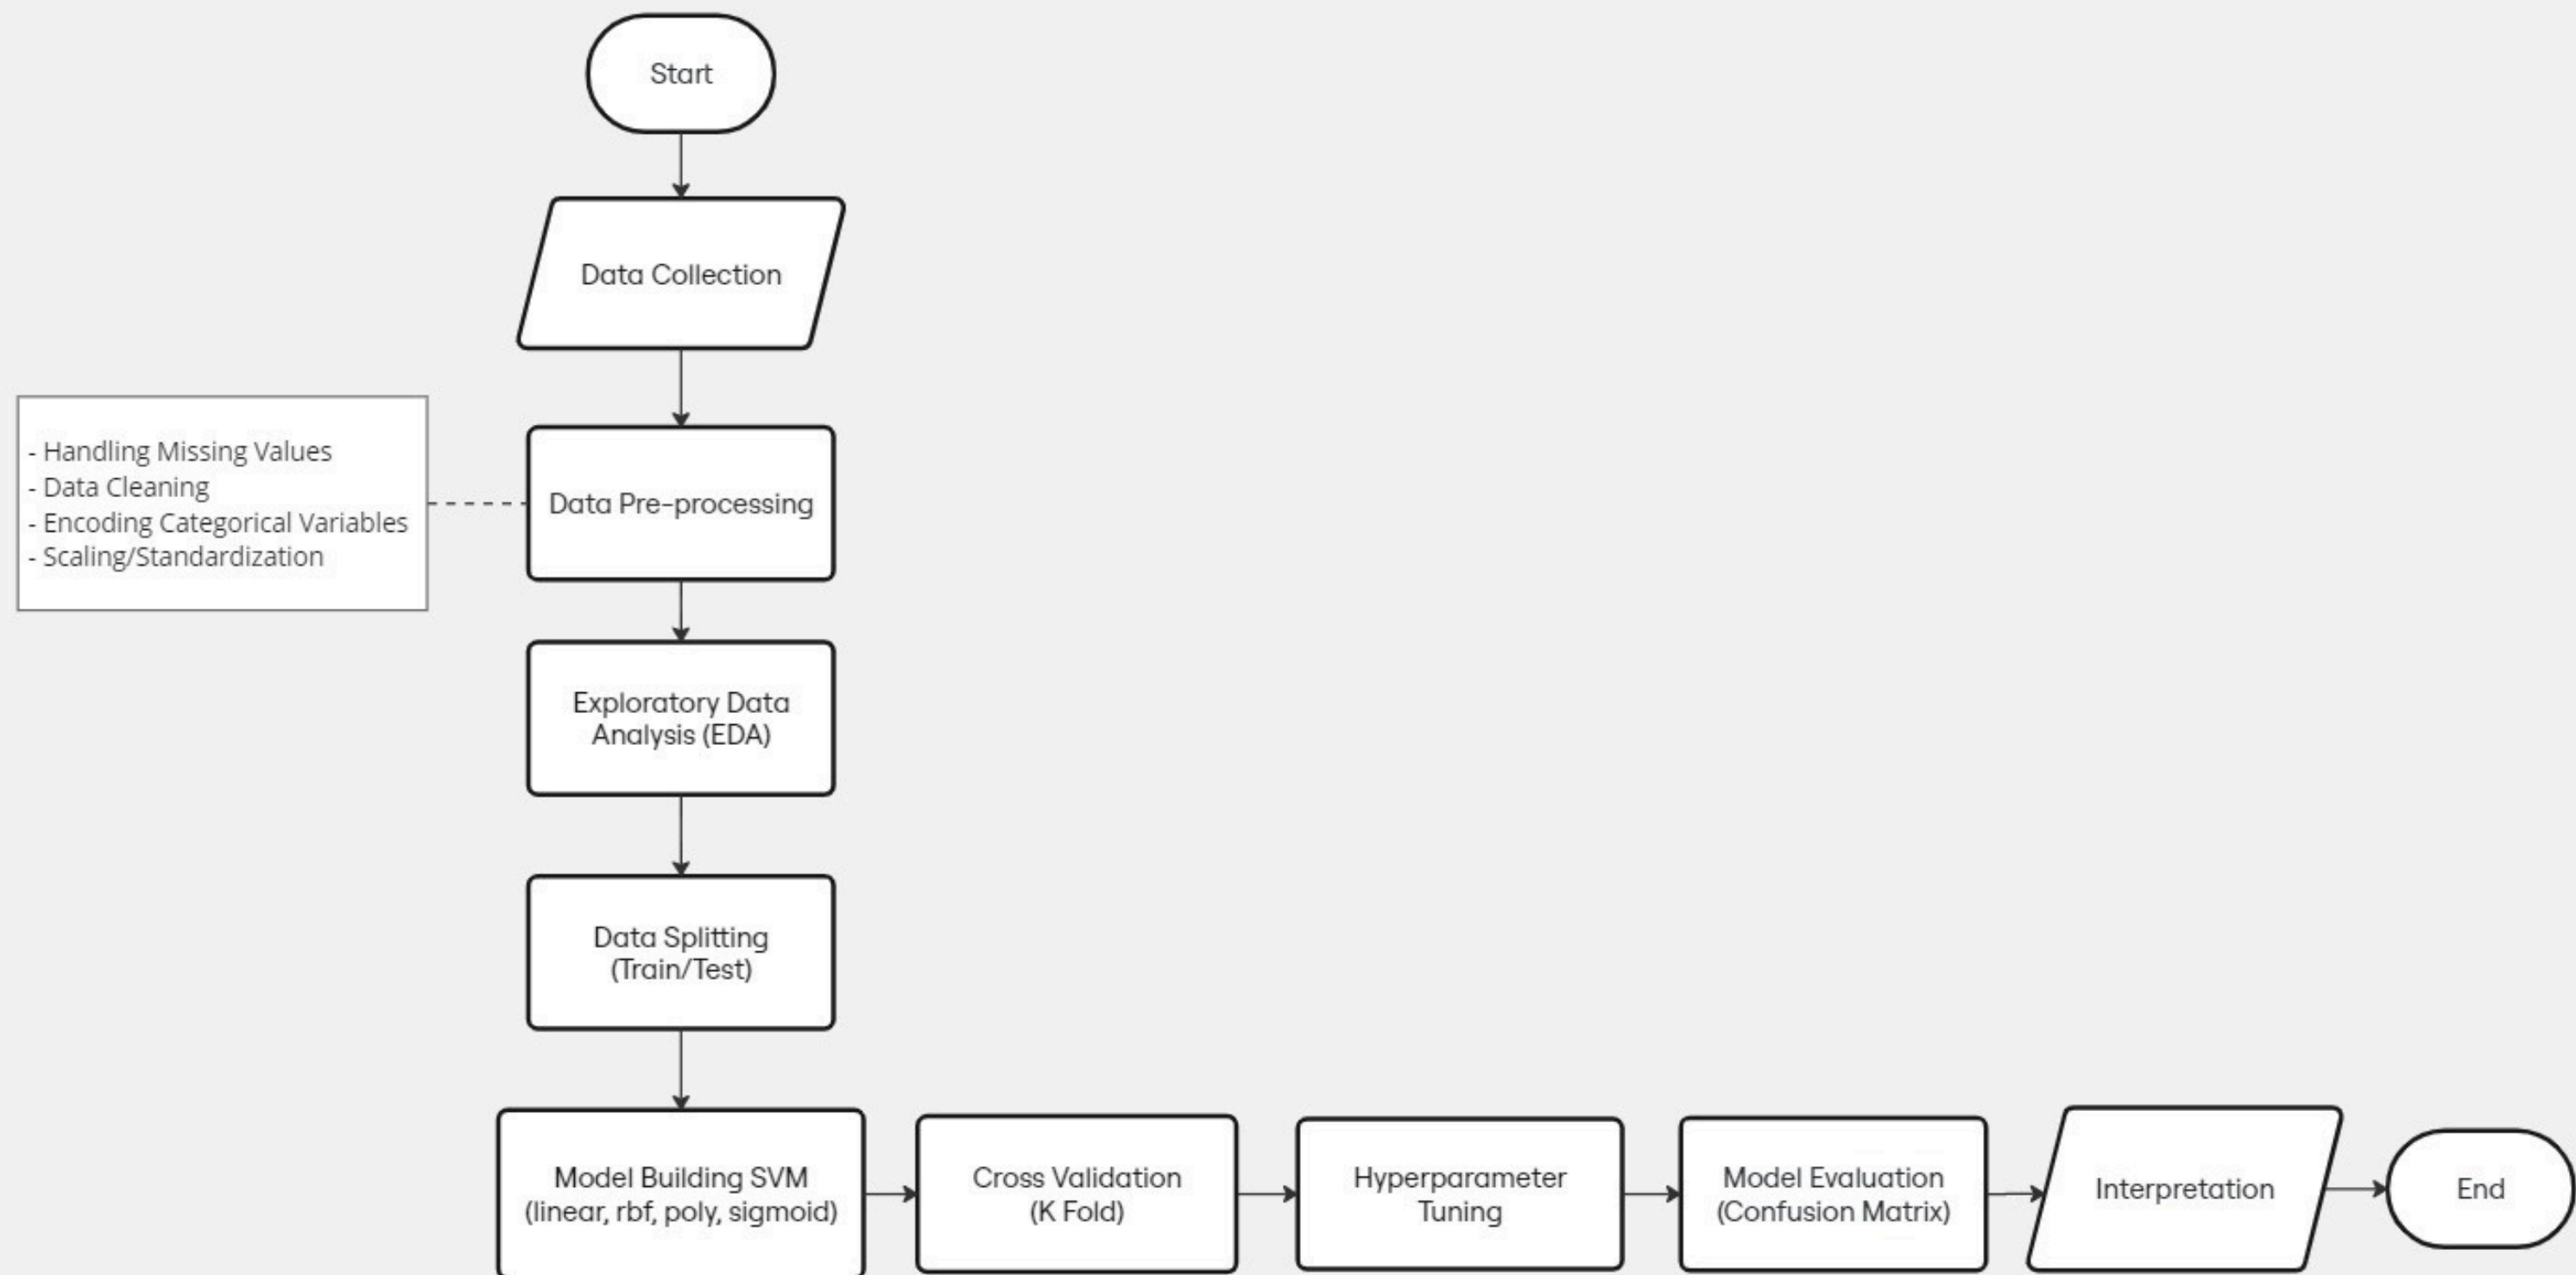 Start
Data Collection
- Handling Missing Values
- Data Cleaning
- Encoding Categorical Variables
- Scaling/Standardization
Data Pre-processing
Exploratory Data
Analysis (EDA)
Data Splitting
(Train/Test)
Model Building SVM
(linear, rbf, poly, sigmoid)
Cross Validation
(K Fold)
Hyperparameter
Tuning
Model Evaluation
(Confusion Matrix)
Interpretation
End